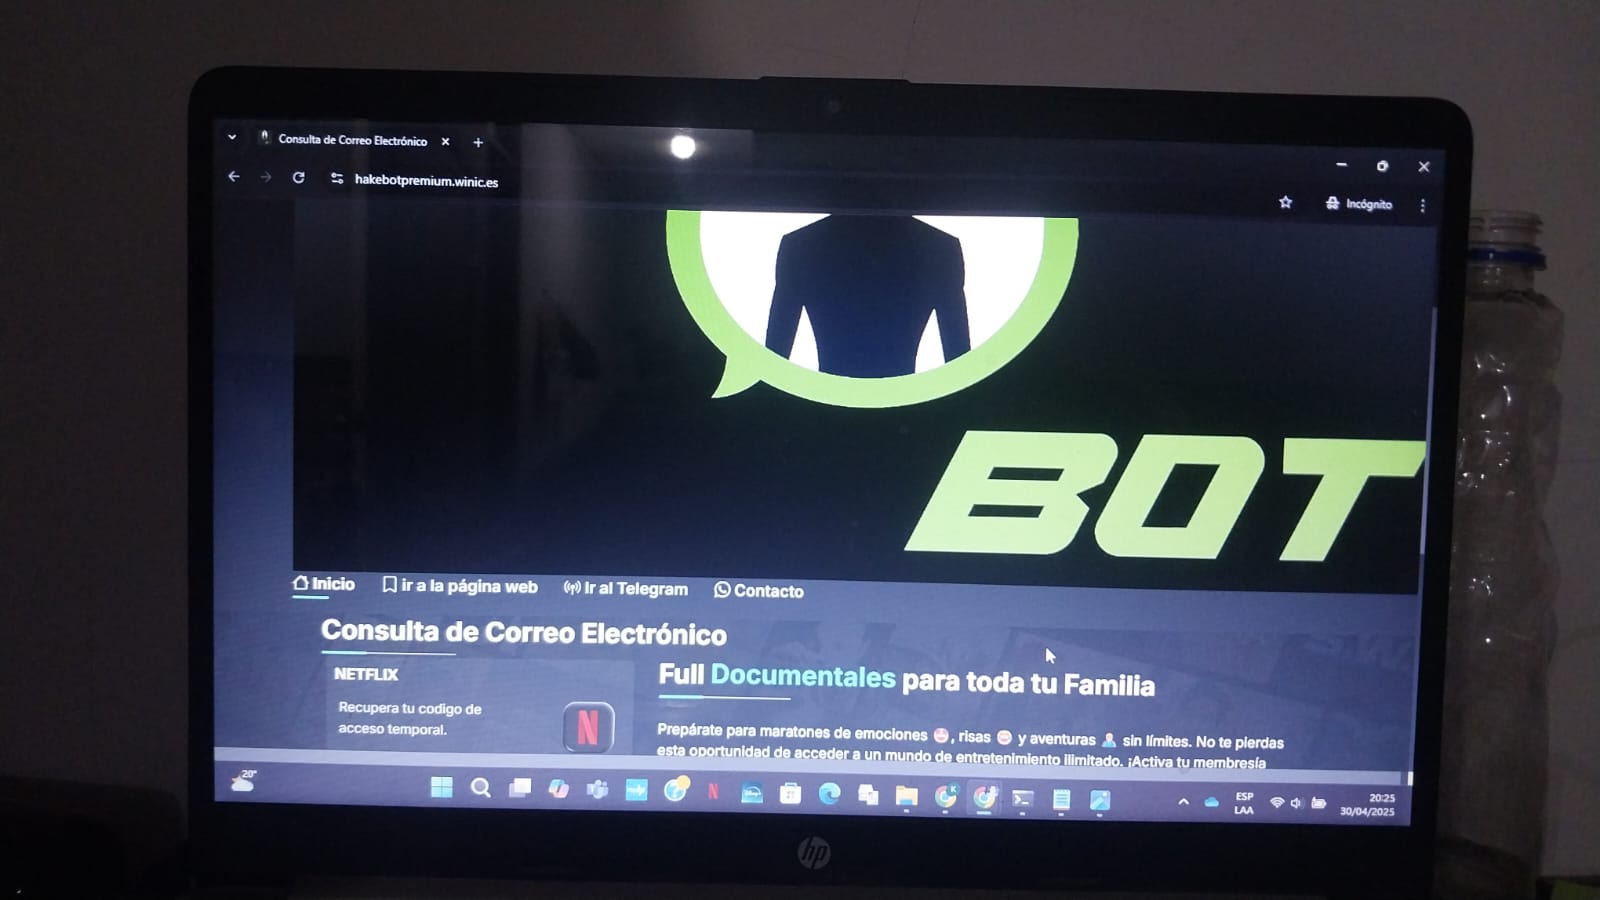 Consulta de Correo Electrónico
hakebotpremium.winic.es
Incógnito
BOT
Inicio
ir a la página web
Ir al Telegram
Contacto
Consulta de Correo Electrónico
NETFLIX
Recupera tu codigo de
acceso temporal.
N
Full Documentales para toda tu Familia
Prepárate para maratones de emociones 🤩, risas 😁 y aventuras sin límites. No te pierdas
esta oportunidad de acceder a un mundo de entretenimiento ilimitado. ¡Activa tu membresía
20°
N
Disney+
K
ESP
LAA
20:25
30/04/2025
hp